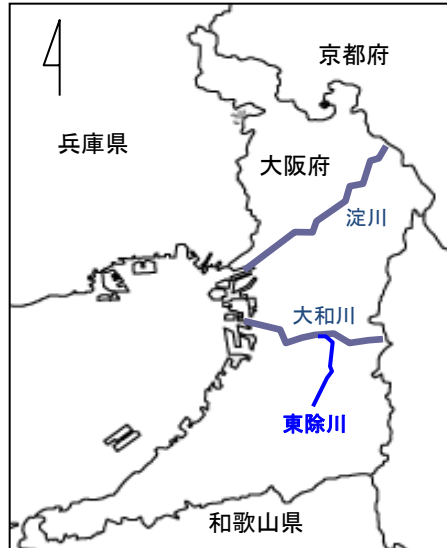 京都府
兵庫県
大阪府
淀川
大和川
東除川
和歌山県